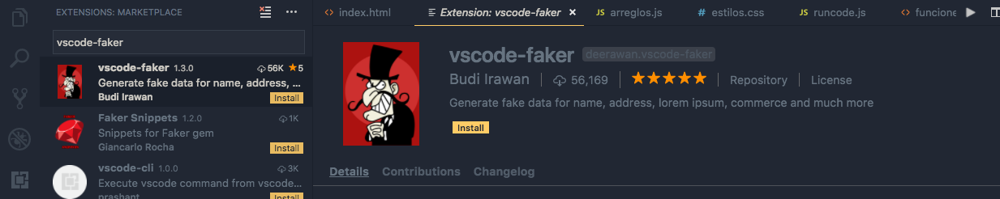 EXTENSIONS: MARKETPLACE
index.html
Extension: vscode-faker
JS arreglos.js
# estilos.css
JS runcode.js
funcione
vscode-faker
vscode-faker 1.3.0 56K ★5
Generate fake data for name, address, ...
Budi Irawan Install
Faker Snippets 1.2.0 1K
Snippets for Faker gem
Giancarlo Rocha Install
vscode-cli 1.0.0 3K
Execute vscode command from vscode...
prashant Install
vscode-faker deerawan.vscode-faker
Budi Irawan | 56,169 | ★★★★★ | Repository | License
Generate fake data for name, address, lorem ipsum, commerce and much more
Install
Details Contributions Changelog